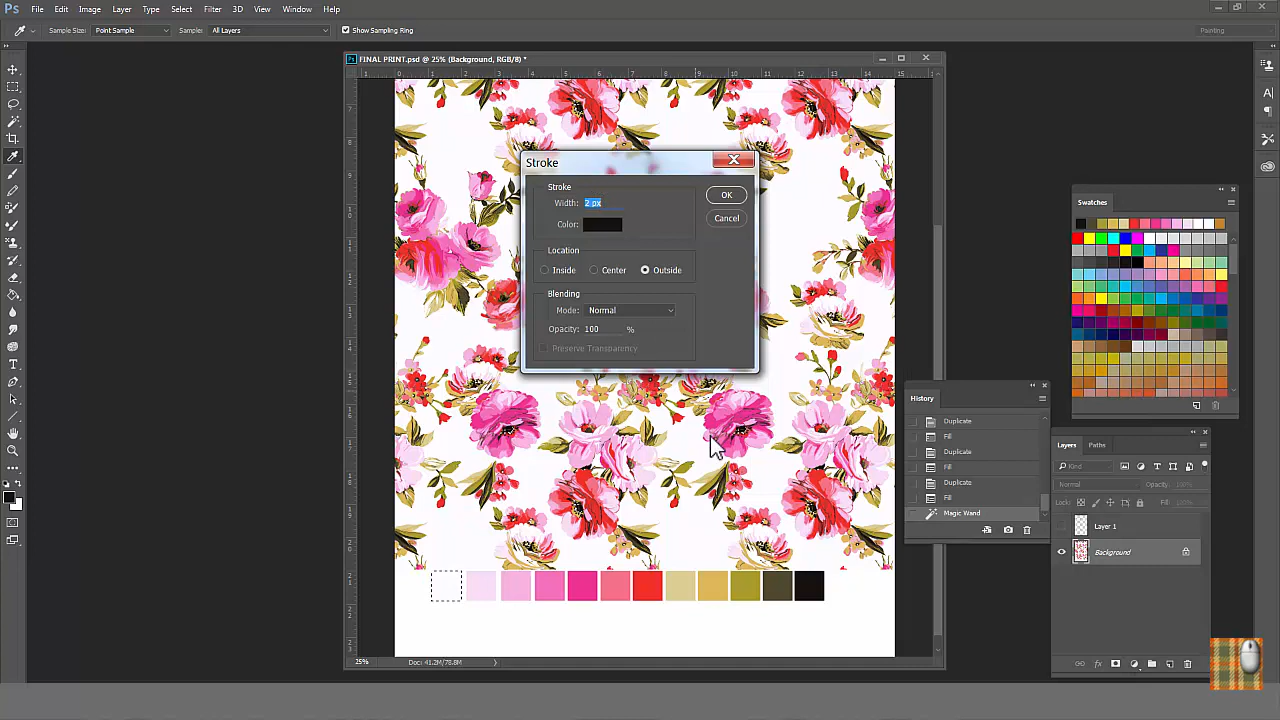 Ps File Edit Image Layer Type Select Filter 3D View Window Help
Sample Size: Point Sample Sample: All Layers Show Sampling Ring Painting
FINAL PRINT.psd @ 25% (Background, RGB/8) *
Stroke
Stroke
Width: 2 px
Color:
OK
Cancel
Location
Inside Center Outside
Blending
Mode: Normal
Opacity: 100 %
Preserve Transparency
25% Doc: 41.2M/78.8M
Swatches
History
Duplicate
Fill
Duplicate
Fill
Duplicate
Fill
Magic Wand
Layers Paths
Kind
Normal Opacity: 100%
Lock: Fill: 100%
Layer 1
Background